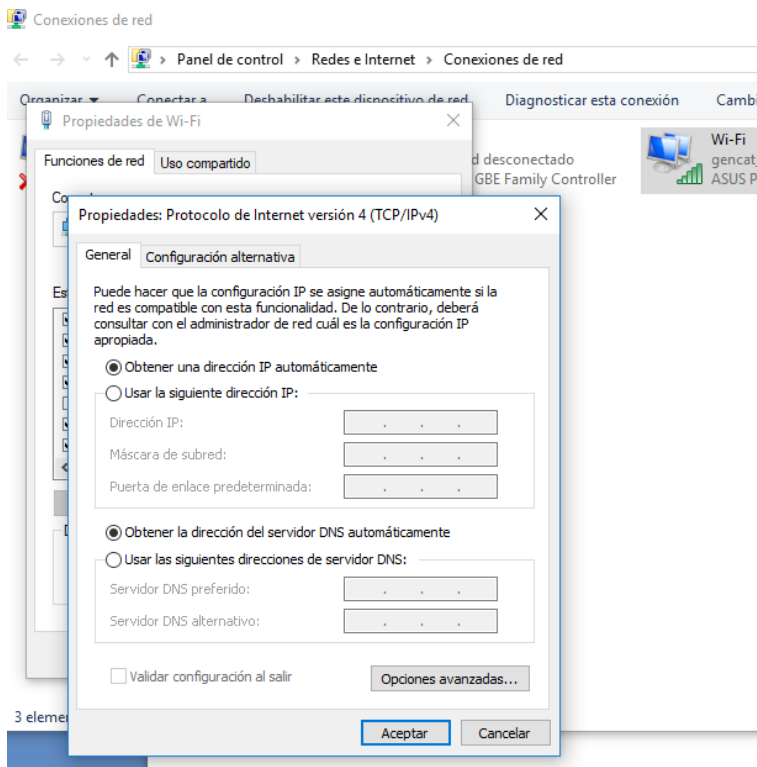 Conexiones de red
Panel de control > Redes e Internet > Conexiones de red
Organizar Conectar a Deshabilitar este dispositivo de red Diagnosticar esta conexión Cambi
Propiedades de Wi-Fi
Wi-Fi
d desconectado
gencat
GBE Family Controller
ASUS P
Funciones de red Uso compartido
Co
Propiedades: Protocolo de Internet versión 4 (TCP/IPv4)
General Configuración alternativa
Es
Puede hacer que la configuración IP se asigne automáticamente si la
red es compatible con esta funcionalidad. De lo contrario, deberá
consultar con el administrador de red cuál es la configuración IP
apropiada.
Obtener una dirección IP automáticamente
Usar la siguiente dirección IP:
Dirección IP: . . .
Máscara de subred: . . .
Puerta de enlace predeterminada: . . .
D
Obtener la dirección del servidor DNS automáticamente
Usar las siguientes direcciones de servidor DNS:
Servidor DNS preferido: . . .
Servidor DNS alternativo: . . .
Validar configuración al salir
Opciones avanzadas...
3 eleme
Aceptar Cancelar